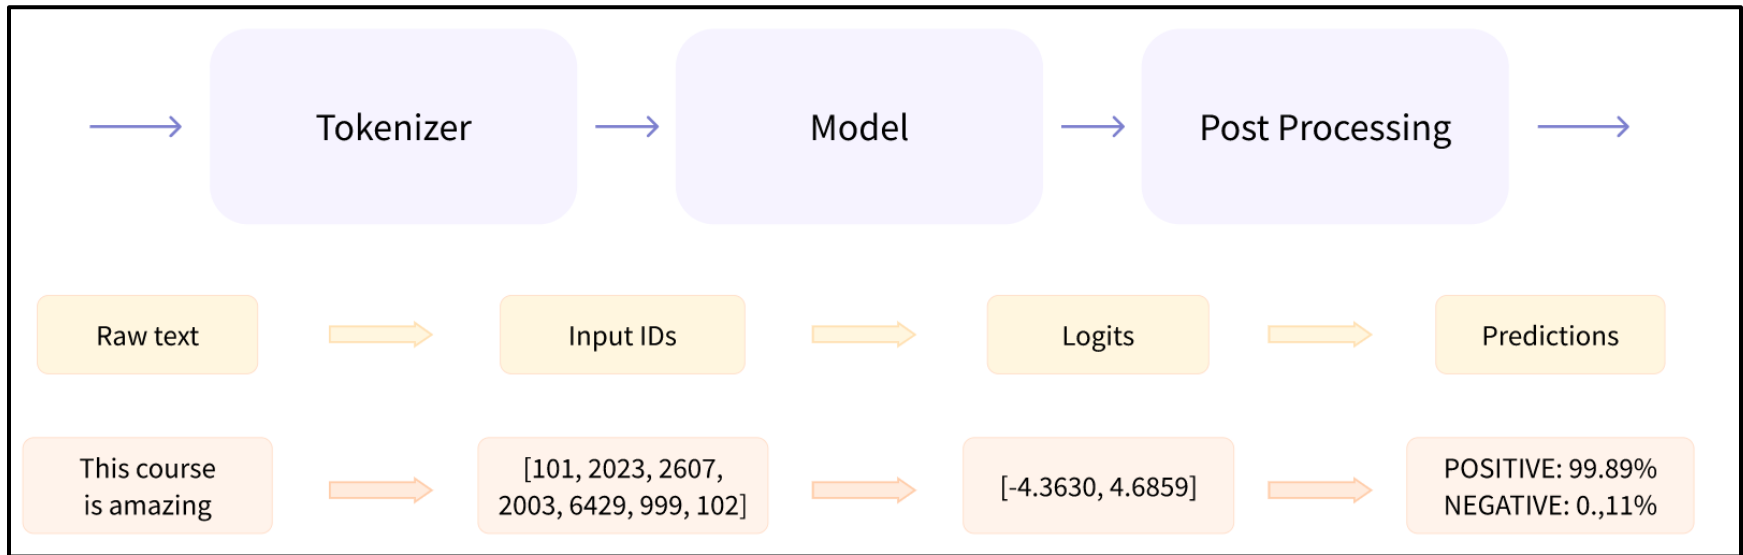 Tokenizer
Model
Post Processing
Raw text
Input IDs
Logits
Predictions
This course
is amazing
[101, 2023, 2607,
2003, 6429, 999, 102]
[-4.3630, 4.6859]
POSITIVE: 99.89%
NEGATIVE: 0.,11%